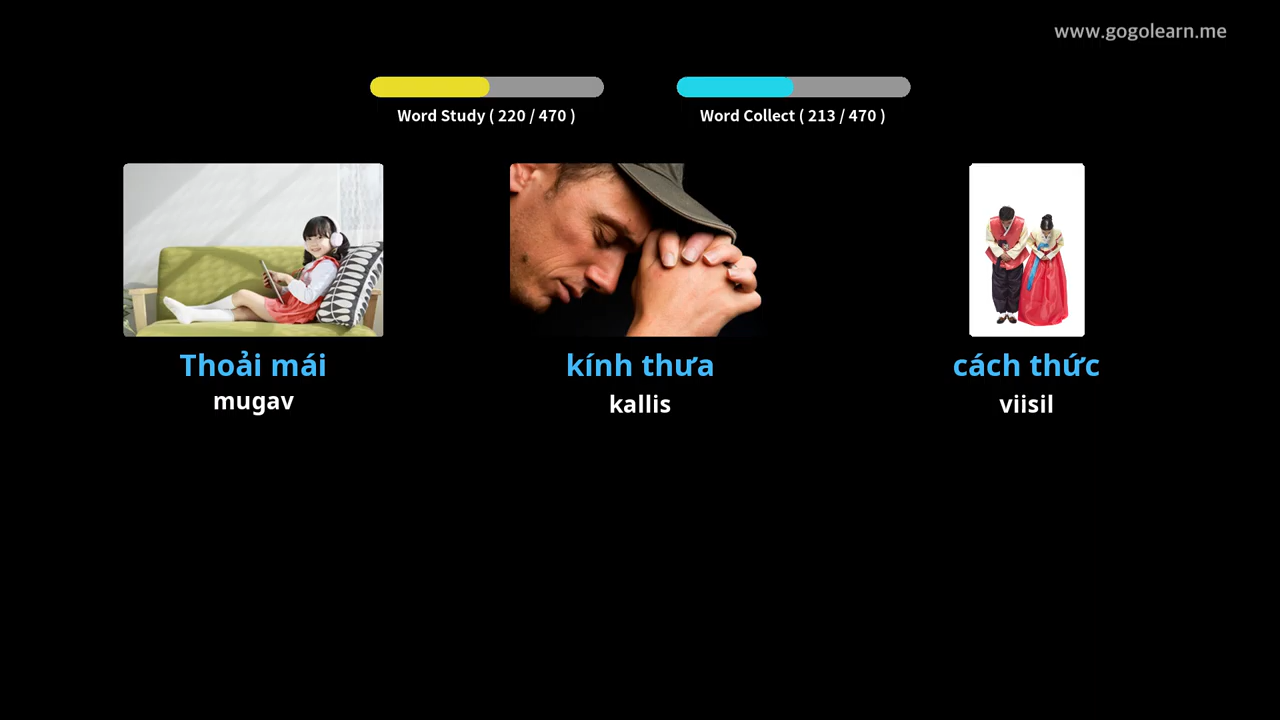 www.gogolearn.me
Word Study ( 220 / 470 )
Word Collect ( 213 / 470 )
Thoải mái
mugav
kính thưa
kallis
cách thức
viisil